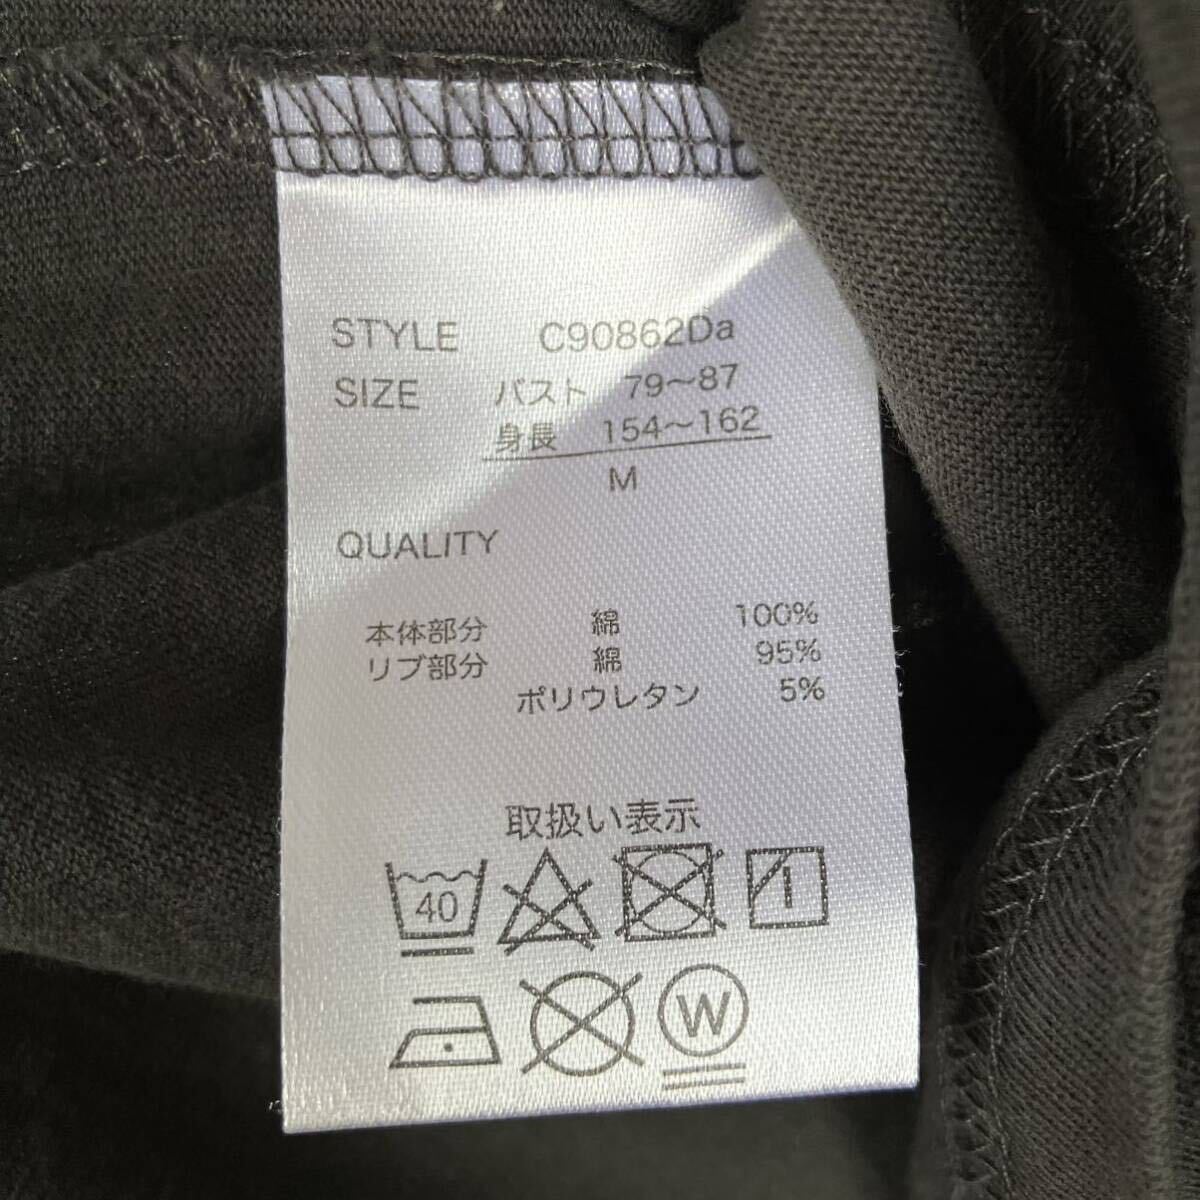 STYLE C90862Da
SIZE バスト 79～87
身長 154～162
M
QUALITY
本体部分 綿 100%
リブ部分 綿 95%
ポリウレタン 5%
取扱い表示
40
W